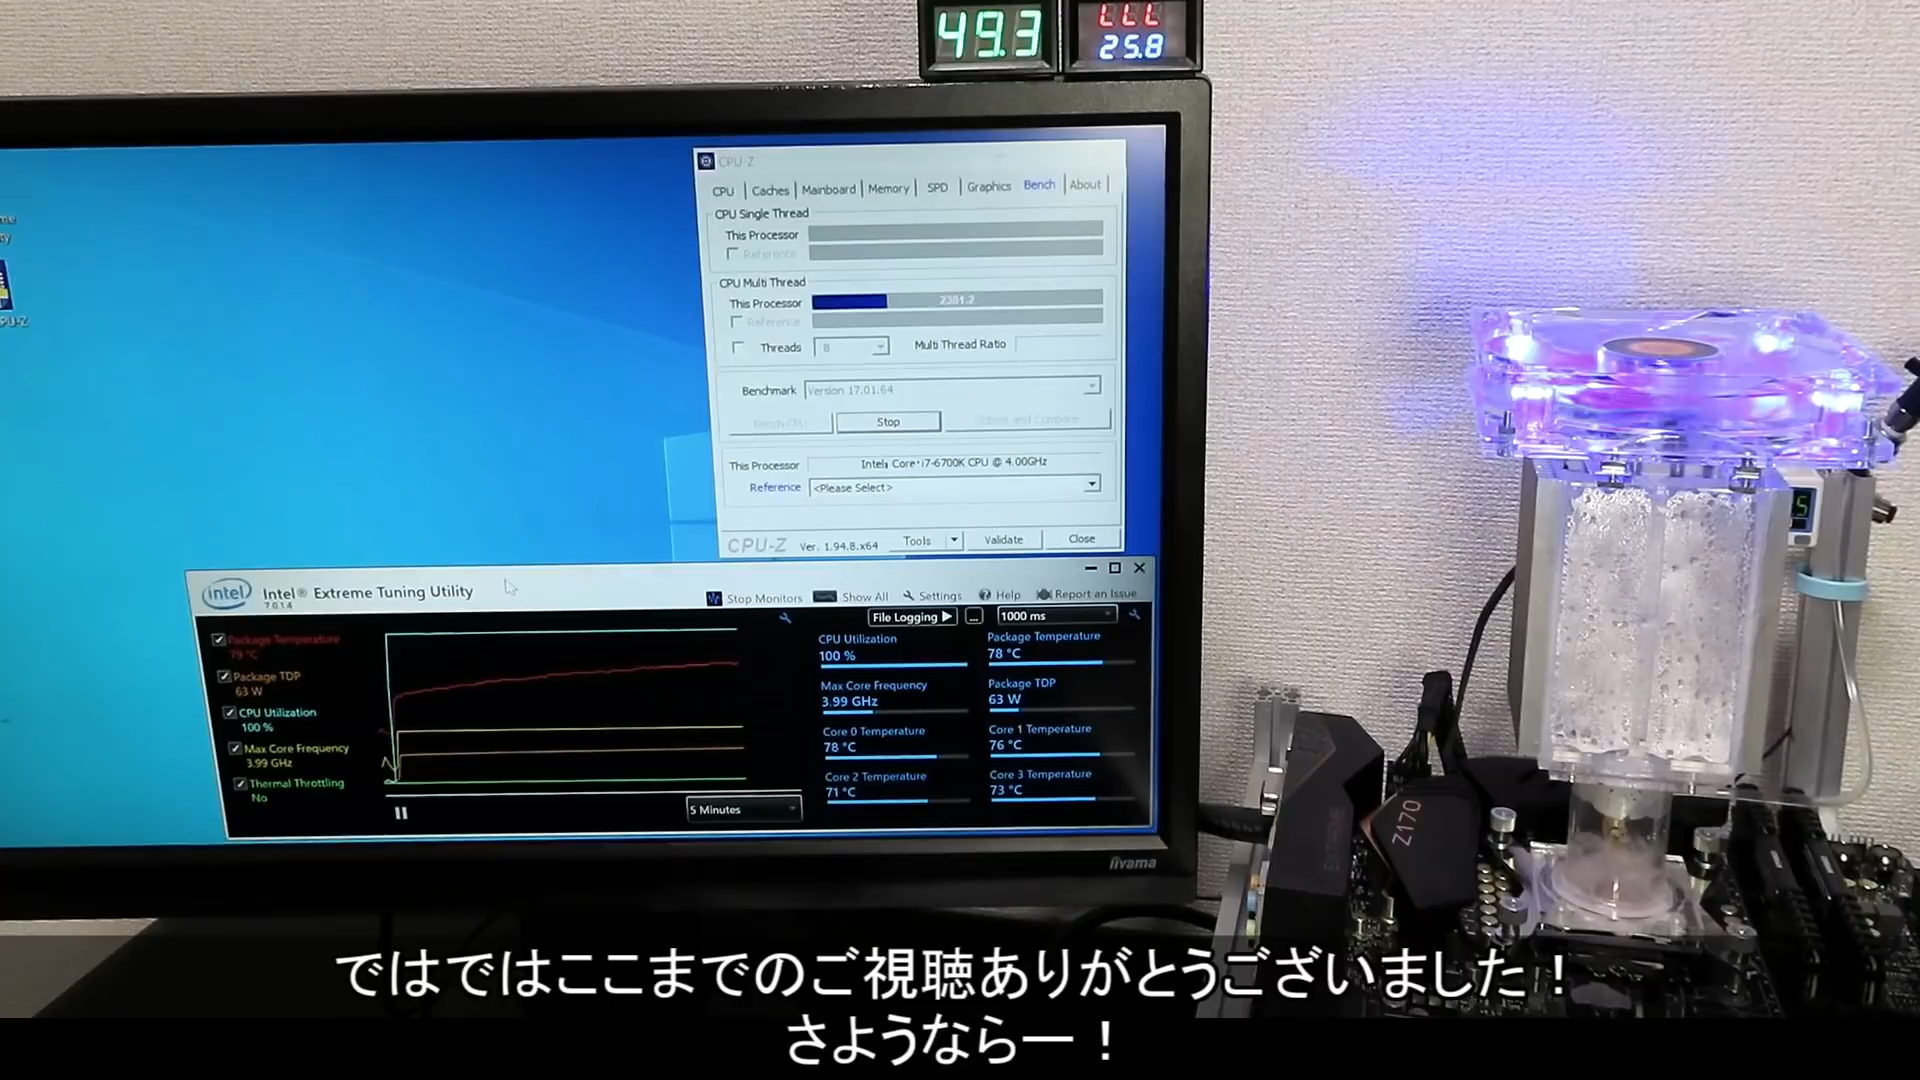 49.3
25.8
CPU-Z
CPU Caches Mainboard Memory SPD Graphics Bench About
CPU Single Thread
This Processor
Reference
CPU Multi Thread
This Processor 2381.2
Reference
Threads 8 Multi Thread Ratio
Benchmark Version 17.01.64
Bench CPU Stop
This Processor Intel® Core™ i7-6700K CPU @ 4.00GHz
Reference <Please Select>
CPU-Z Ver. 1.94.8.x64 Tools Validate Close
intel Intel® Extreme Tuning Utility
7.0.1.4
Stop Monitors Show All Settings Help Report an Issue
File Logging ... 1000 ms
Package Temperature
79 °C
Package TDP
63 W
CPU Utilization
100 %
Max Core Frequency
3.99 GHz
Thermal Throttling
No
5 Minutes
CPU Utilization
100 %
Package Temperature
78 °C
Max Core Frequency
3.99 GHz
Package TDP
63 W
Core 0 Temperature
78 °C
Core 1 Temperature
76 °C
Core 2 Temperature
71 °C
Core 3 Temperature
73 °C
iiyama
Z170
ではではここまでのご視聴ありがとうございました！
さようならー！